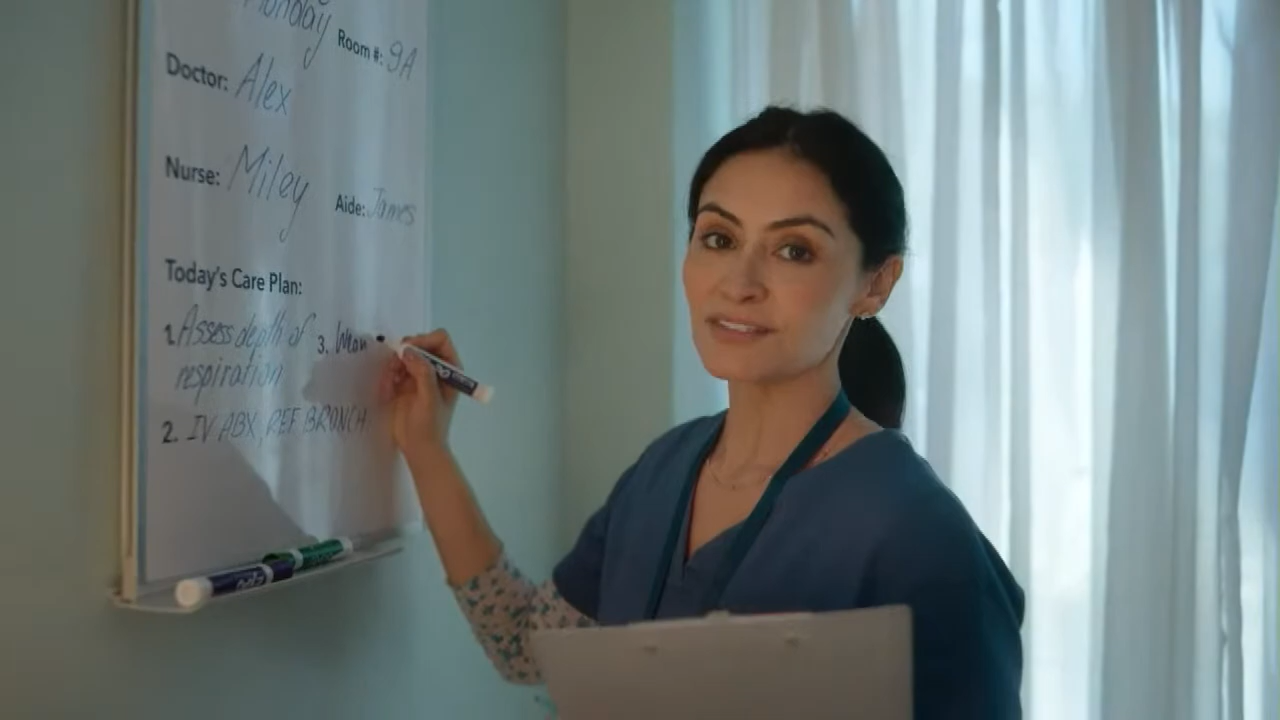 Monday Room #: 9A
Doctor: Alex
Nurse: Miley
Aide: James
Today's Care Plan:
1. Assess depth of
respiration
2. IV ABX, REF BRONCH
3. Wean